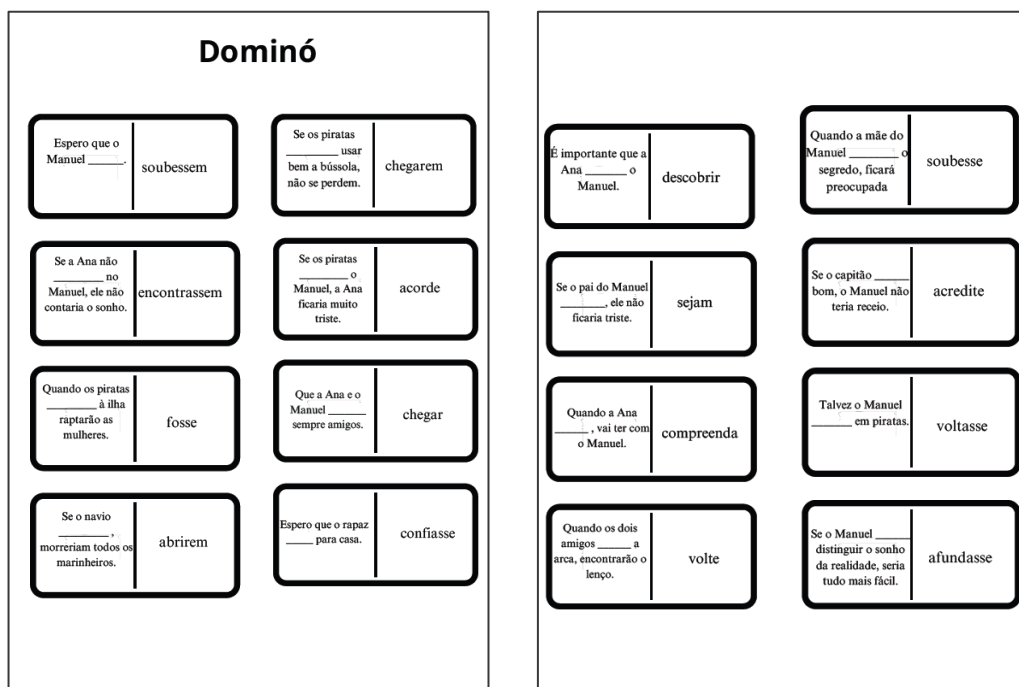 Dominó
Espero que o
Manuel ______.
soubessem
Se os piratas
_________ usar
bem a bússola,
não se perdem.
chegarem
Se a Ana não
_________ no
Manuel, ele não
contaria o sonho.
encontrassem
Se os piratas
_________ o
Manuel, a Ana
ficaria muito
triste.
acorde
Quando os piratas
_________ à ilha
raptarão as
mulheres.
fosse
Que a Ana e o
Manuel _______
sempre amigos.
chegar
Se o navio
_________ ,
morreriam todos os
marinheiros.
abrirem
Espero que o rapaz
_____ para casa.
confiasse
É importante que a
Ana _______ o
Manuel.
descobrir
Quando a mãe do
Manuel ________ o
segredo, ficará
preocupada
soubesse
Se o pai do Manuel
________, ele não
ficaria triste.
sejam
Se o capitão ______
bom, o Manuel não
teria receio.
acredite
Quando a Ana
______ , vai ter com
o Manuel.
compreenda
Talvez o Manuel
_______ em piratas.
voltasse
Quando os dois
amigos ______ a
arca, encontrarão o
lenço.
volte
Se o Manuel ______
distinguir o sonho
da realidade, seria
tudo mais fácil.
afundasse